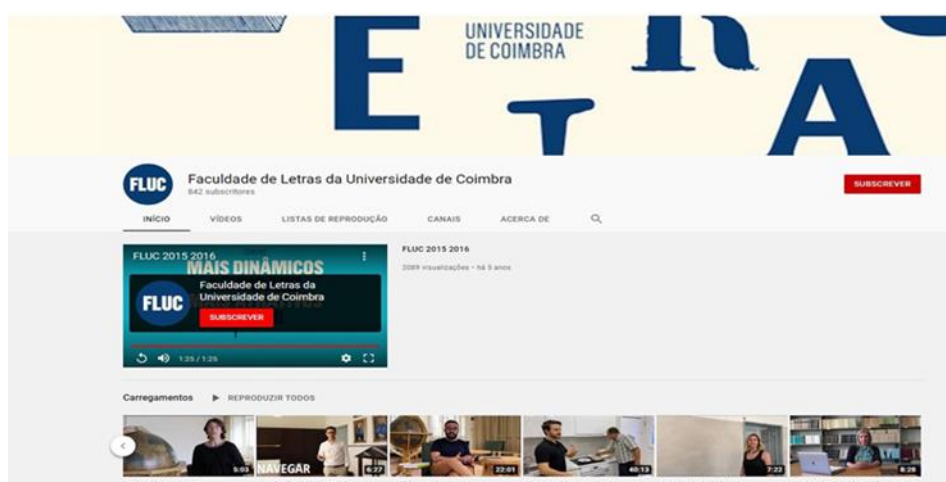 UNIVERSIDADE
DE COIMBRA
E R
T A
FLUC
Faculdade de Letras da Universidade de Coimbra
842 subscritores
SUBSCREVER
INÍCIO VÍDEOS LISTAS DE REPRODUÇÃO CANAIS ACERCA DE
FLUC 2015 2016
MAIS DINÂMICOS
FLUC
Faculdade de Letras da
Universidade de Coimbra
SUBSCREVER
1:25 / 1:25
FLUC 2015 2016
2089 visualizações • há 5 anos
Carregamentos REPRODUZIR TODOS
5:03
NAVEGAR
6:27
22:01
40:13
7:22
8:28